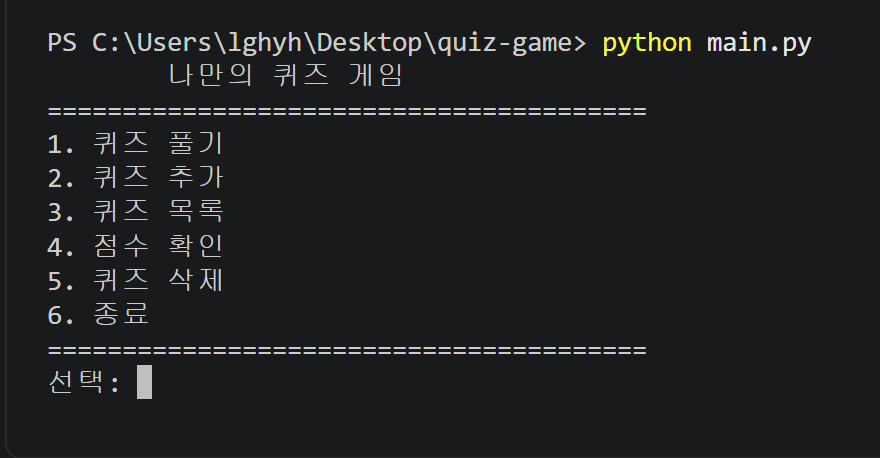 PS C:\Users\lghyh\Desktop\quiz-game> python main.py
나만의 퀴즈 게임
========================================
1. 퀴즈 풀기
2. 퀴즈 추가
3. 퀴즈 목록
4. 점수 확인
5. 퀴즈 삭제
6. 종료
========================================
선택: